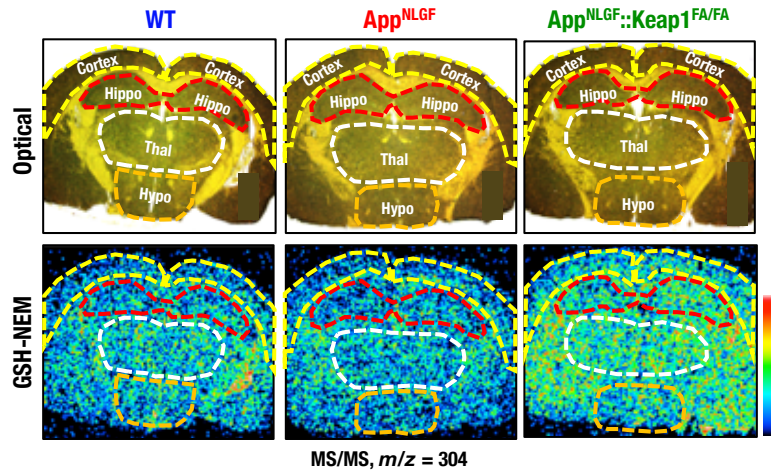 WT
App^NLGF
App^NLGF::Keap1^FA/FA
Optical
Cortex
Cortex
Hippo
Hippo
Thal
Hypo
Cortex
Cortex
Hippo
Hippo
Thal
Hypo
Cortex
Cortex
Hippo
Hippo
Thal
Hypo
GSH-NEM
MS/MS, m/z = 304